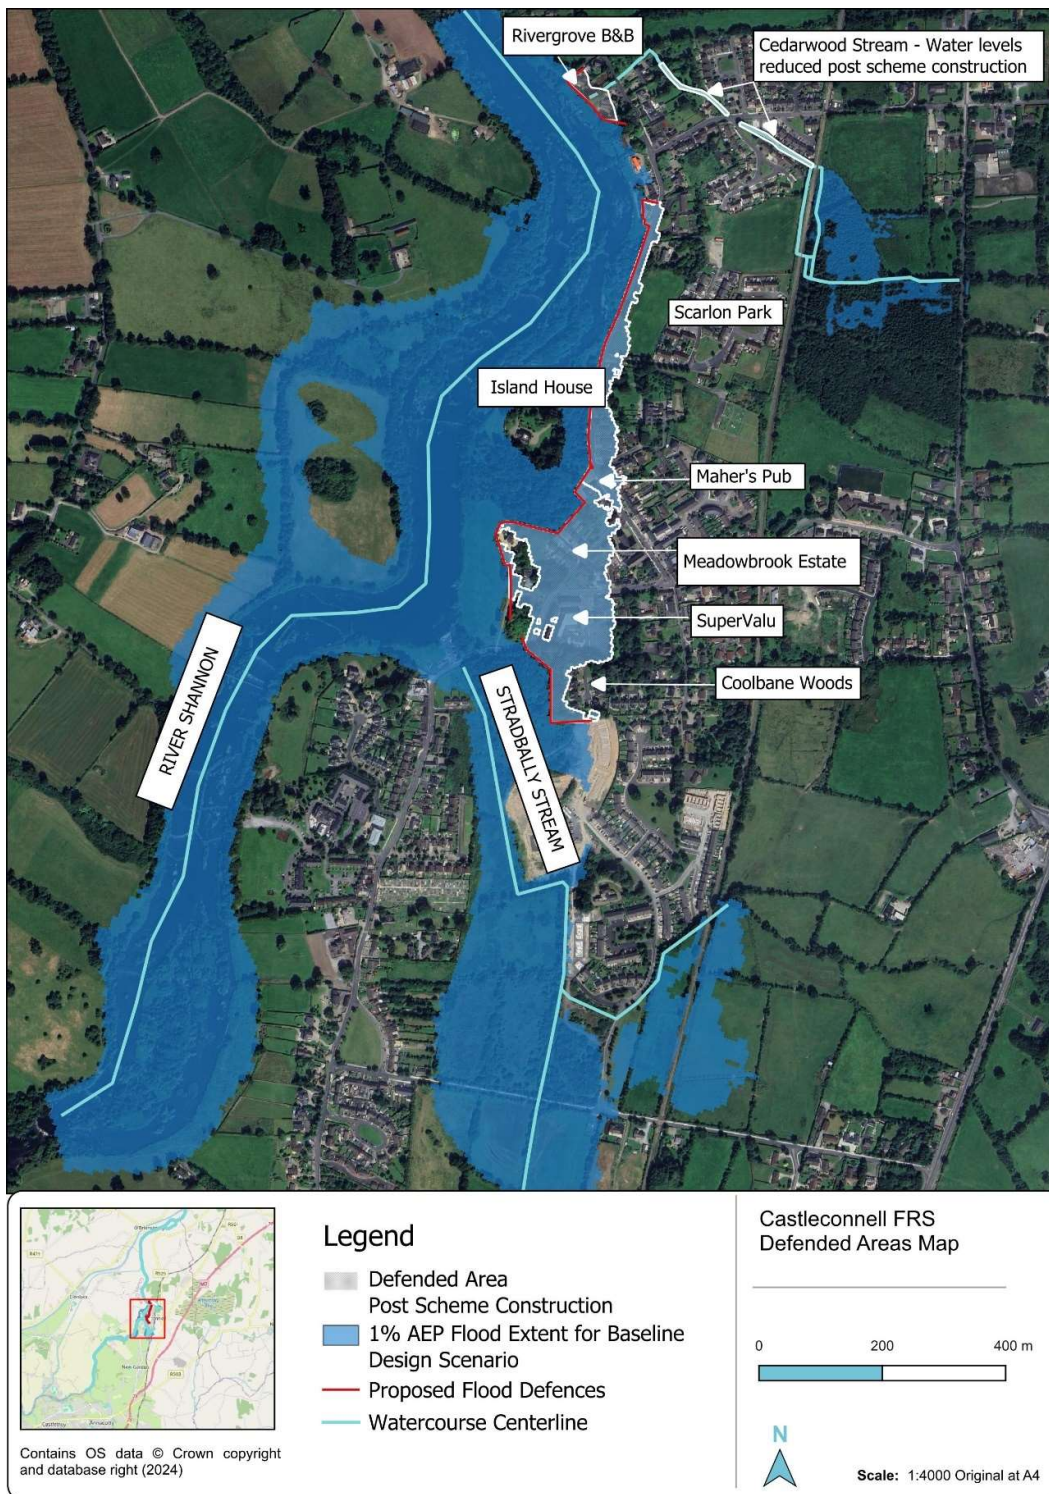 Rivergrove B&B
Cedarwood Stream - Water levels
reduced post scheme construction
Scarlon Park
Island House
Maher's Pub
Meadowbrook Estate
SuperValu
Coolbane Woods
RIVER SHANNON
STRADBALLY STREAM
Legend
Defended Area
Post Scheme Construction
1% AEP Flood Extent for Baseline
Design Scenario
Proposed Flood Defences
Watercourse Centerline
Contains OS data © Crown copyright
and database right (2024)
Castleconnell FRS
Defended Areas Map
0 200 400 m
N
Scale: 1:4000 Original at A4